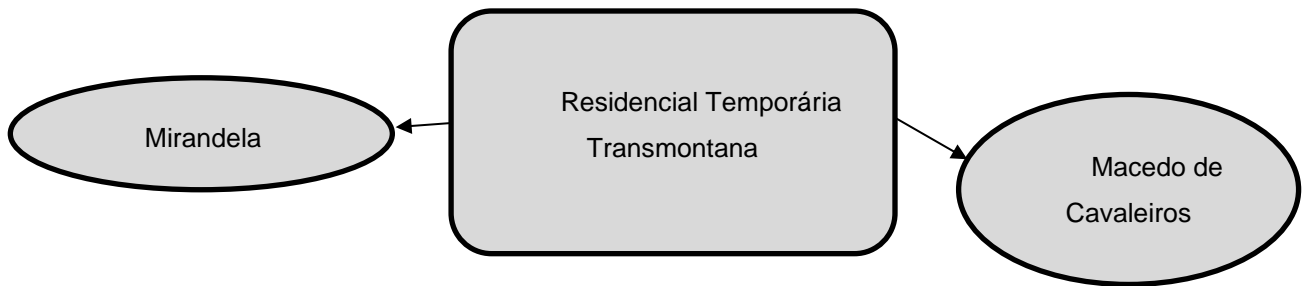 Mirandela
Residencial Temporária
Transmontana
Macedo de
Cavaleiros